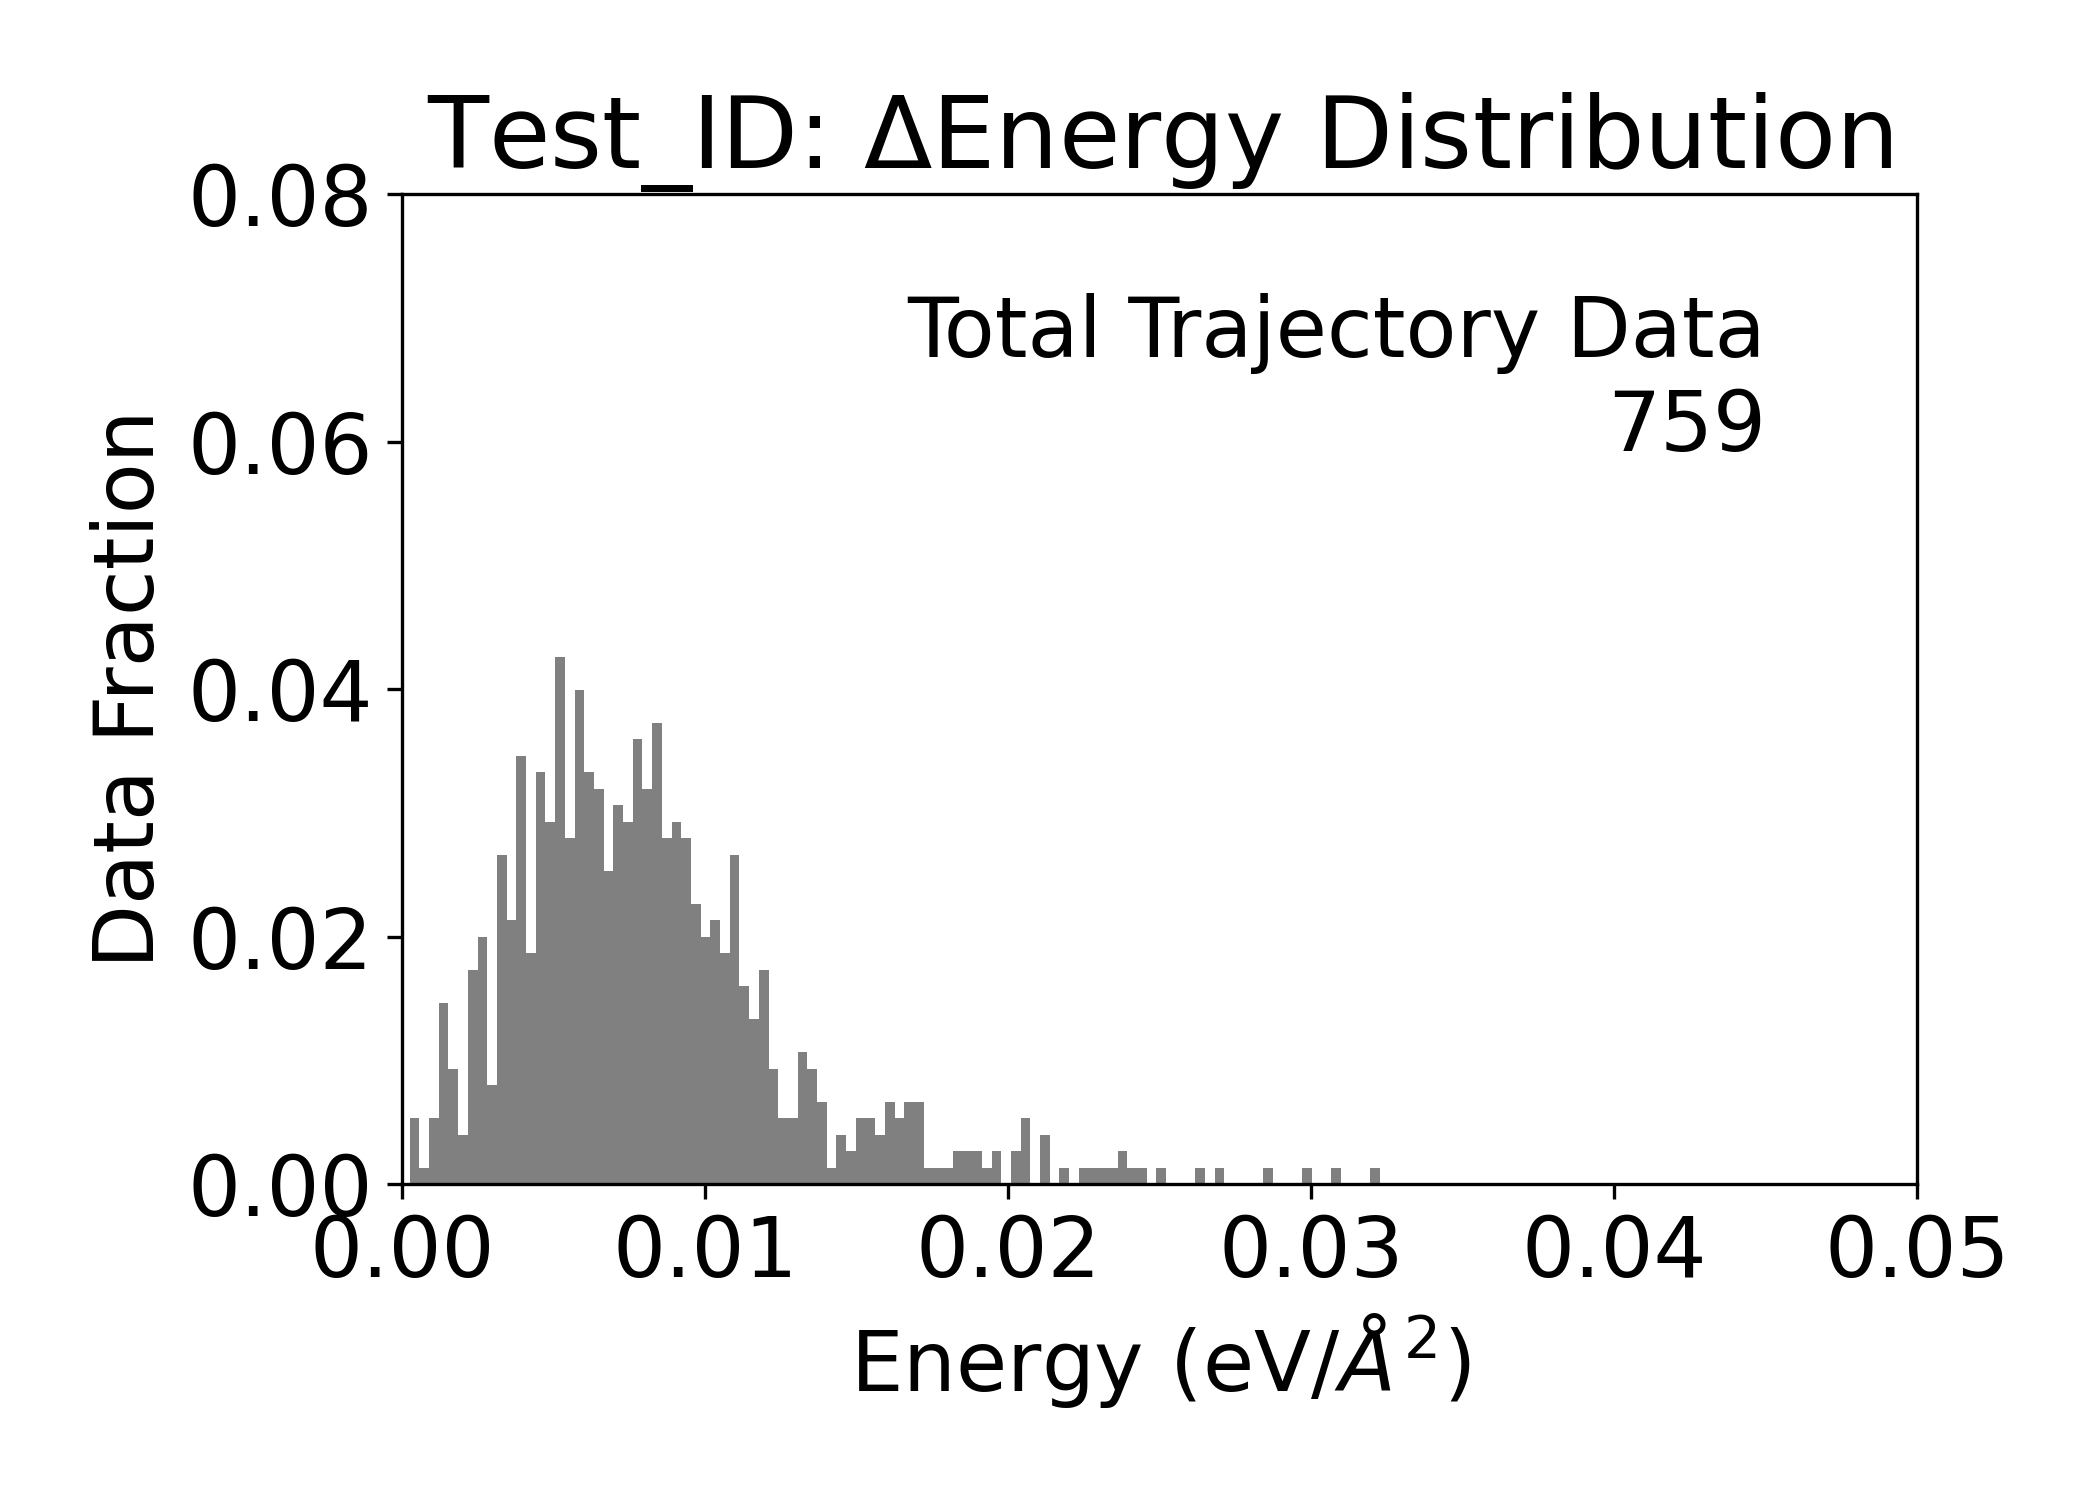 Test_ID: ΔEnergy Distribution
Total Trajectory Data
759
Data Fraction
0.08
0.06
0.04
0.02
0.00
0.00 0.01 0.02 0.03 0.04 0.05
Energy (eV/Å²)